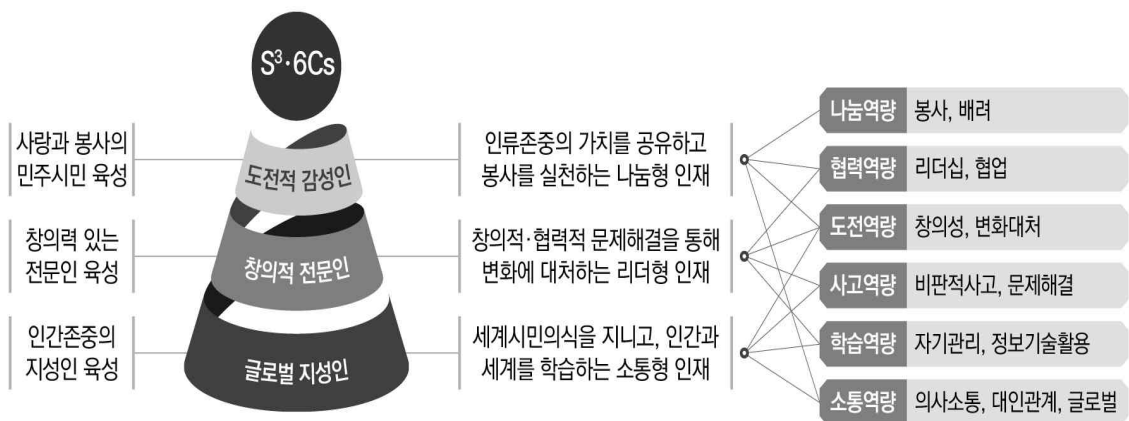 S³·6Cs
사랑과 봉사의
민주시민 육성
도전적 감성인
인류존중의 가치를 공유하고
봉사를 실천하는 나눔형 인재
창의력 있는
전문인 육성
창의적 전문인
창의적·협력적 문제해결을 통해
변화에 대처하는 리더형 인재
인간존중의
지성인 육성
글로벌 지성인
세계시민의식을 지니고, 인간과
세계를 학습하는 소통형 인재
나눔역량 봉사, 배려
협력역량 리더십, 협업
도전역량 창의성, 변화대처
사고역량 비판적사고, 문제해결
학습역량 자기관리, 정보기술활용
소통역량 의사소통, 대인관계, 글로벌